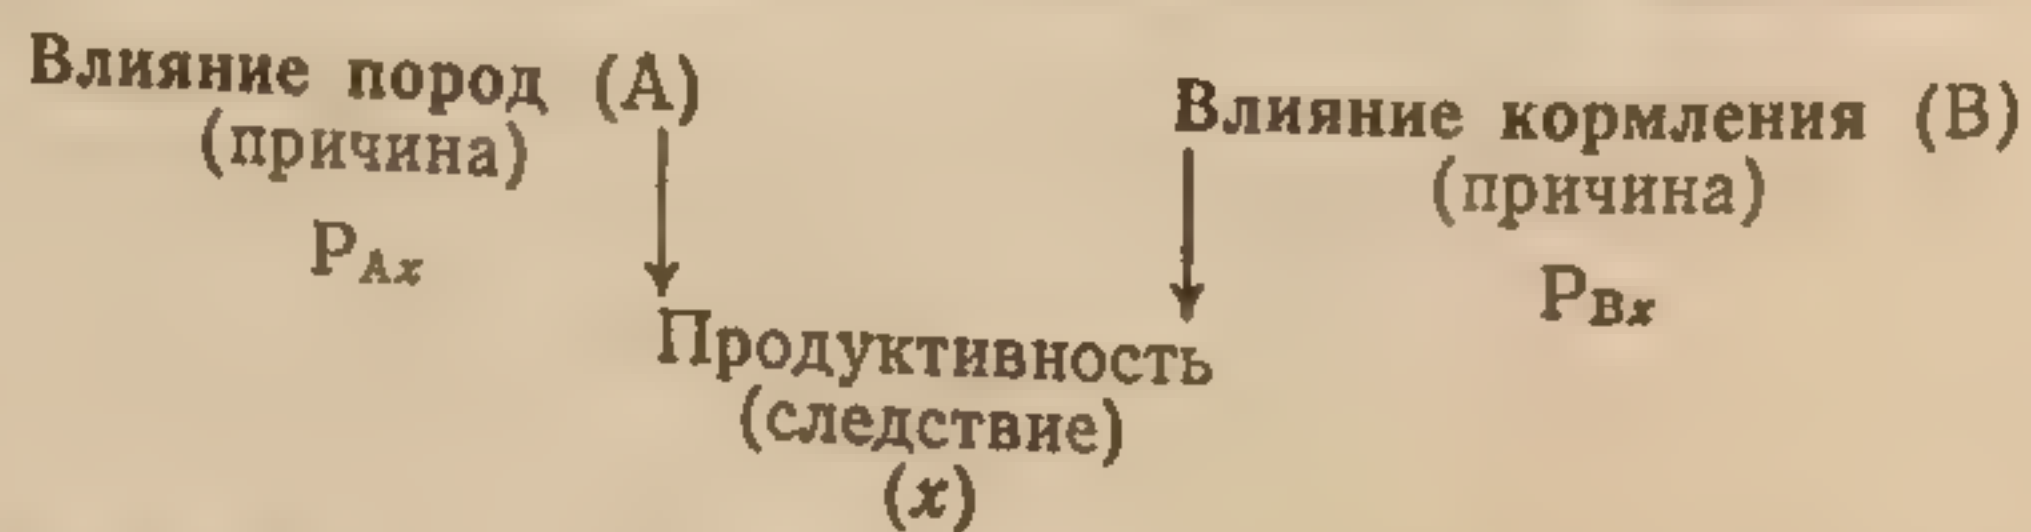 Влияние пород (А)
(причина)
P_Ax
Влияние кормления (В)
(причина)
P_Bx
Продуктивность
(следствие)
(x)